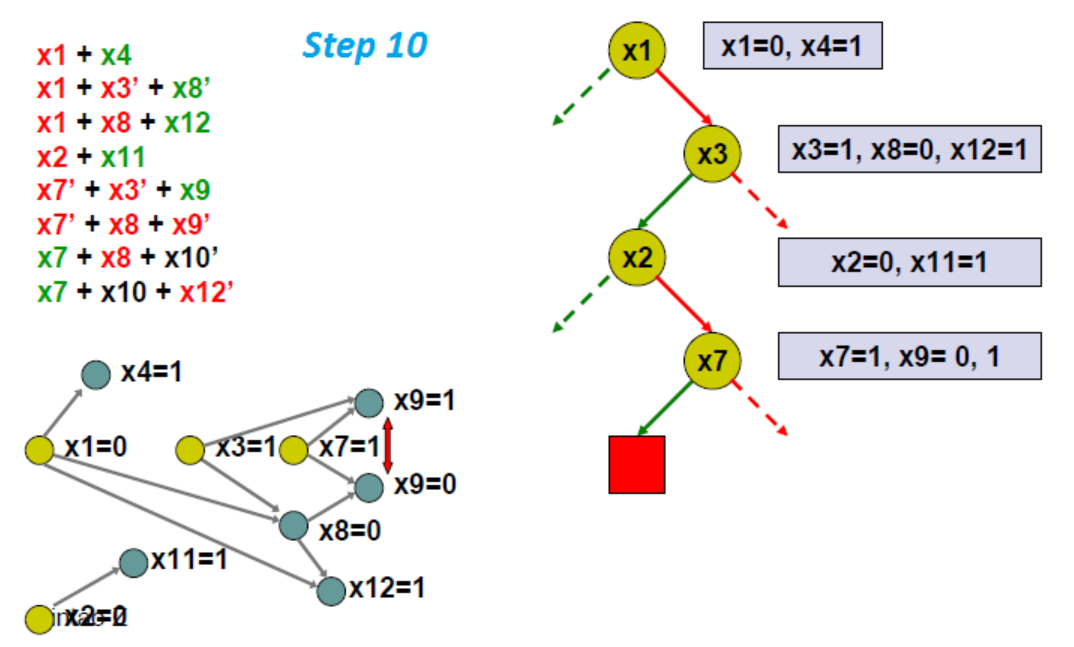 Step 10
x1 + x4
x1 + x3’ + x8’
x1 + x8 + x12
x2 + x11
x7’ + x3’ + x9
x7’ + x8 + x9’
x7 + x8 + x10’
x7 + x10 + x12’
x1
x1=0, x4=1
x3
x3=1, x8=0, x12=1
x2
x2=0, x11=1
x7
x7=1, x9= 0, 1
x4=1
x9=1
x1=0
x3=1
x7=1
x9=0
x8=0
x11=1
x12=1
x2=0